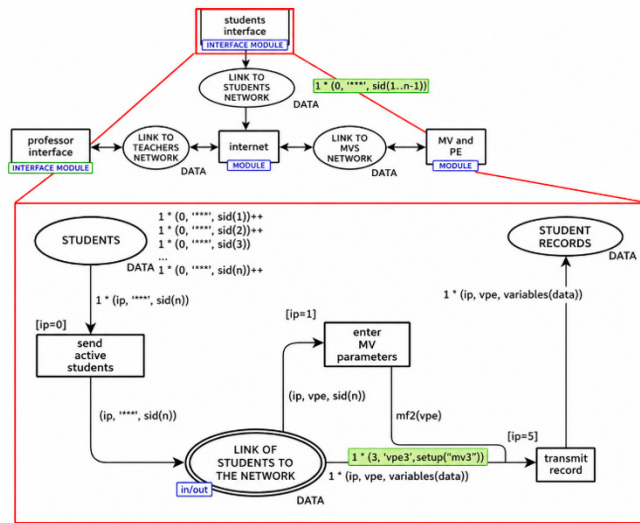 students
interface
INTERFACE MODULE
LINK TO
STUDENTS
NETWORK
DATA
1 * (0, ‘***’, sid(1..n-1))
professor
interface
INTERFACE MODULE
LINK TO
TEACHERS
NETWORK
DATA
internet
MODULE
LINK TO
MVS
NETWORK
DATA
MV and
PE
MODULE
STUDENTS
DATA
1 * (0, ‘***’, sid(1)++
1 * (0, ‘***’, sid(2)++
1 * (0, ‘***’, sid(3))
...
1 * (0, ‘***’, sid(n)++
STUDENT
RECORDS
DATA
1 * (ip, ‘***’, sid(n))
1 * (ip, vpe, variables(data))
[ip=0]
send
active
students
[ip=1]
enter
MV
parameters
(ip, vpe, sid(n))
mf2(vpe)
(ip, ‘***’, sid(n))
[ip=5]
LINK OF
STUDENTS TO
THE NETWORK
in/out
DATA
1 * (3, ‘vpe3’,setup("mv3"))
1 * (ip, vpe, variables(data))
transmit
record